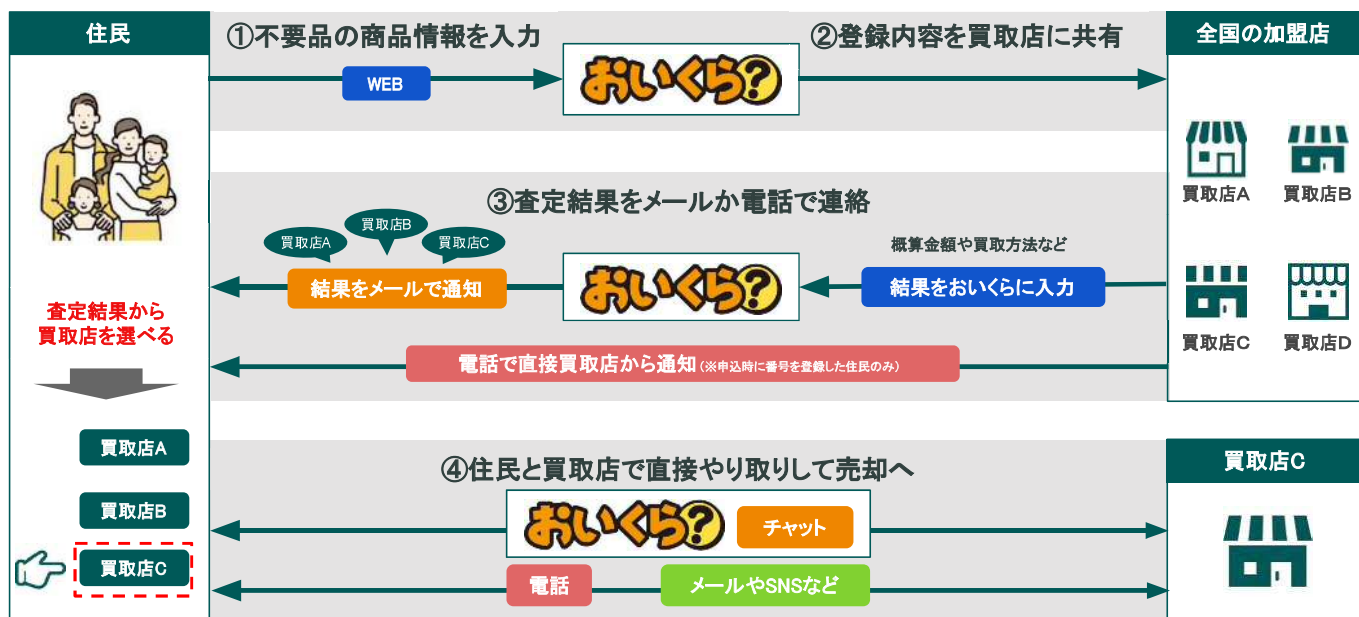 住民
①不要品の商品情報を入力
WEB
おいくら?
②登録内容を買取店に共有
全国の加盟店
買取店A
買取店B
買取店C
買取店D
③査定結果をメールか電話で連絡
買取店A
買取店B
買取店C
結果をメールで通知
おいくら?
概算金額や買取方法など
結果をおいくらに入力
電話で直接買取店から通知(※申込時に番号を登録した住民のみ)
査定結果から
買取店を選べる
買取店A
買取店B
買取店C
④住民と買取店で直接やり取りして売却へ
おいくら?
チャット
電話
メールやSNSなど
買取店C